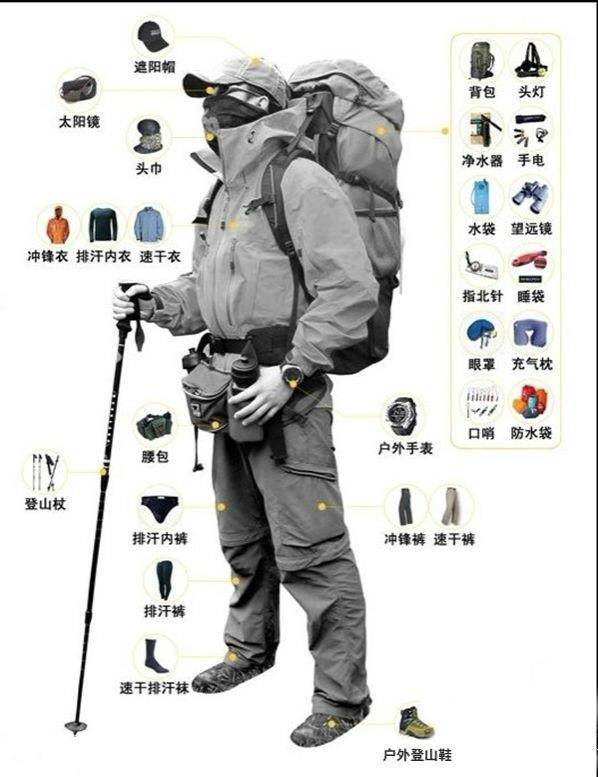 遮阳帽
太阳镜
头巾
冲锋衣 排汗内衣 速干衣
背包 头灯
净水器 手电
水袋 望远镜
指北针 睡袋
眼罩 充气枕
口哨 防水袋
户外手表
腰包
登山杖
排汗内裤
冲锋裤 速干裤
排汗裤
速干排汗袜
户外登山鞋